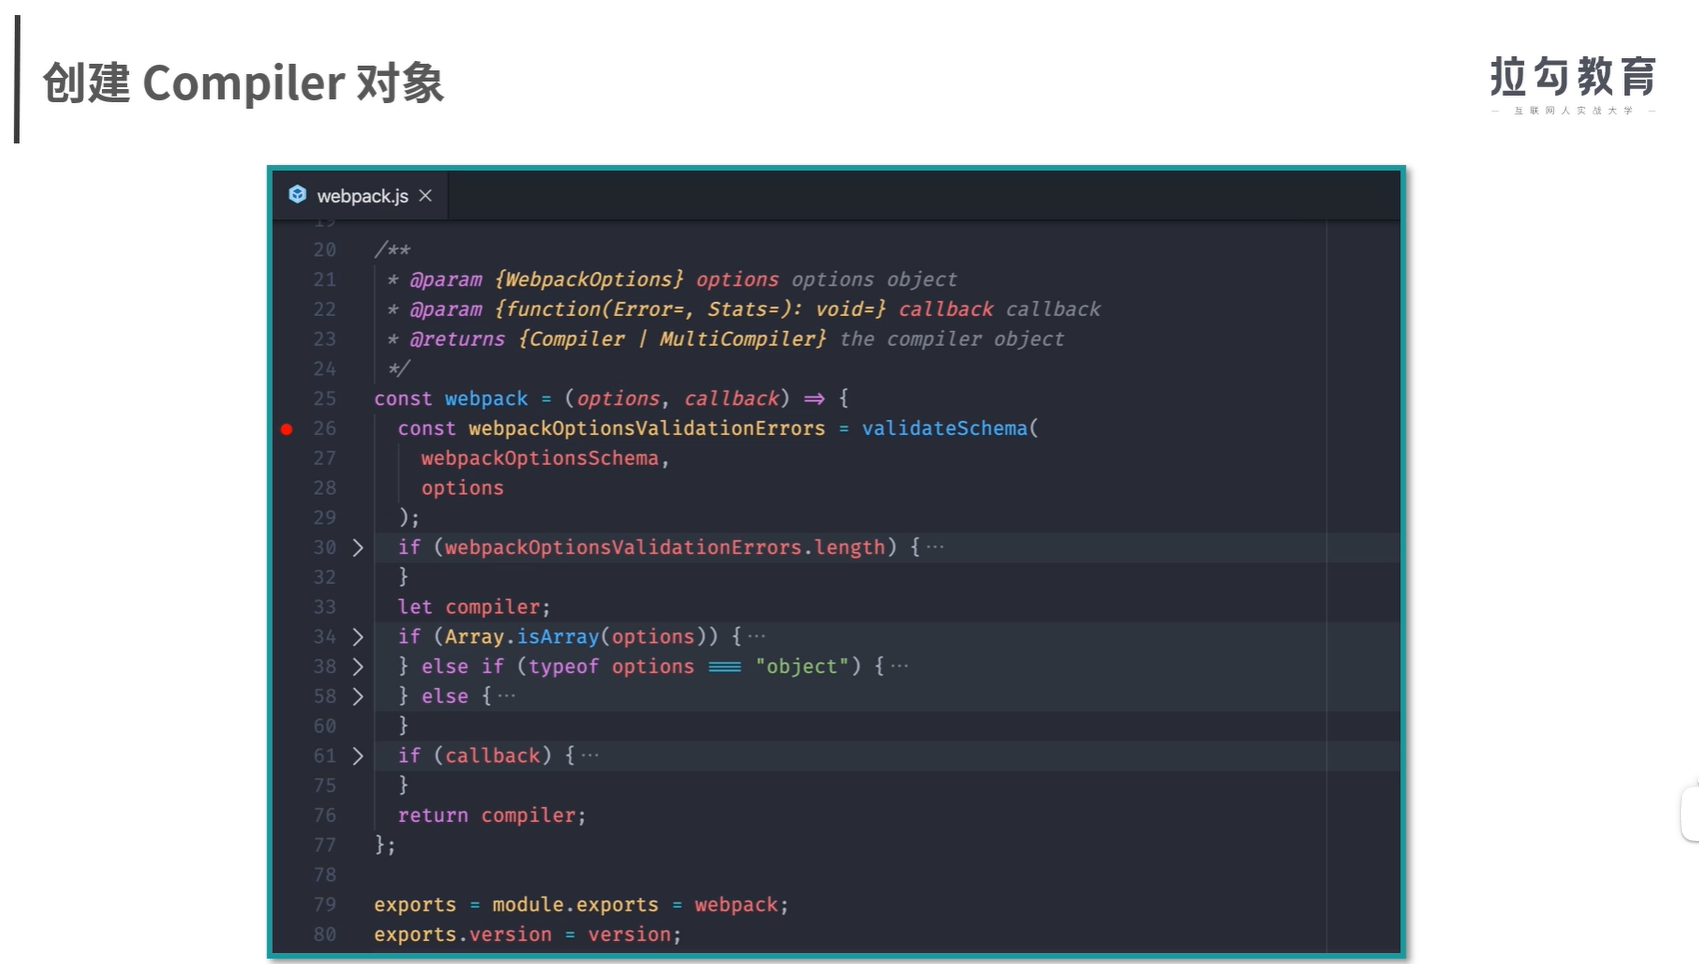 创建 Compiler 对象
拉勾教育
— 互联网人实战大学 —
webpack.js
19
20 /**
21 * @param {WebpackOptions} options options object
22 * @param {function(Error=, Stats=): void=} callback callback
23 * @returns {Compiler | MultiCompiler} the compiler object
24 */
25 const webpack = (options, callback) => {
26 const webpackOptionsValidationErrors = validateSchema(
27 webpackOptionsSchema,
28 options
29 );
30 if (webpackOptionsValidationErrors.length) {···
32 }
33 let compiler;
34 if (Array.isArray(options)) {···
38 } else if (typeof options === "object") {···
58 } else {···
60 }
61 if (callback) {···
75 }
76 return compiler;
77 };
78
79 exports = module.exports = webpack;
80 exports.version = version;